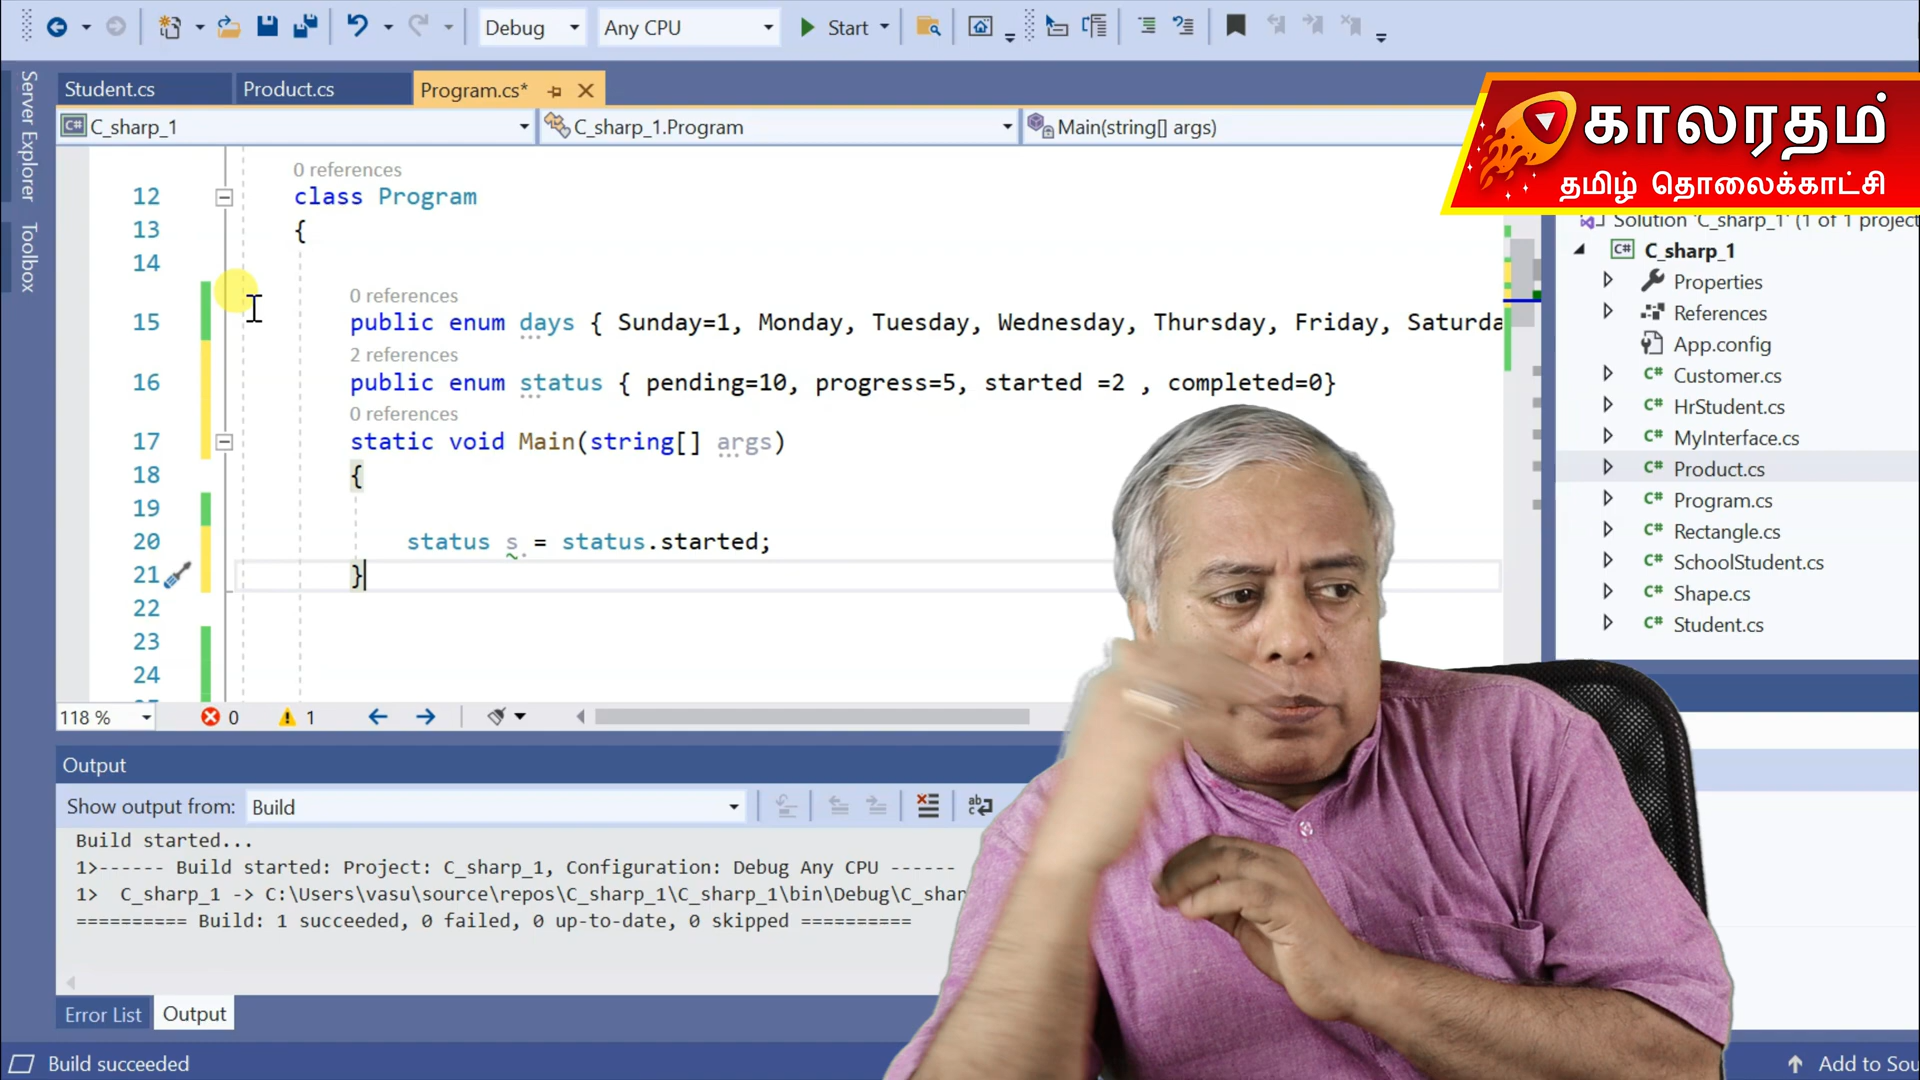 Debug
Any CPU
Start
Student.cs
Product.cs
Program.cs*
C_sharp_1
C_sharp_1.Program
Main(string[] args)
காலரதம்
தமிழ் தொலைக்காட்சி
Server Explorer
Toolbox
0 references
12 class Program
13 {
14
0 references
15 public enum days { Sunday=1, Monday, Tuesday, Wednesday, Thursday, Friday, Saturda
2 references
16 public enum status { pending=10, progress=5, started =2 , completed=0}
0 references
17 static void Main(string[] args)
18 {
19
20 status s = status.started;
21 }
22
23
24
118 %
0
1
Solution 'C_sharp_1' (1 of 1 project
C_sharp_1
Properties
References
App.config
Customer.cs
HrStudent.cs
MyInterface.cs
Product.cs
Program.cs
Rectangle.cs
SchoolStudent.cs
Shape.cs
Student.cs
Output
Show output from: Build
Build started...
1>------ Build started: Project: C_sharp_1, Configuration: Debug Any CPU ------
1> C_sharp_1 -> C:\Users\vasu\source\repos\C_sharp_1\C_sharp_1\bin\Debug\C_shar
========== Build: 1 succeeded, 0 failed, 0 up-to-date, 0 skipped ==========
Error List
Output
Build succeeded
Add to Sou